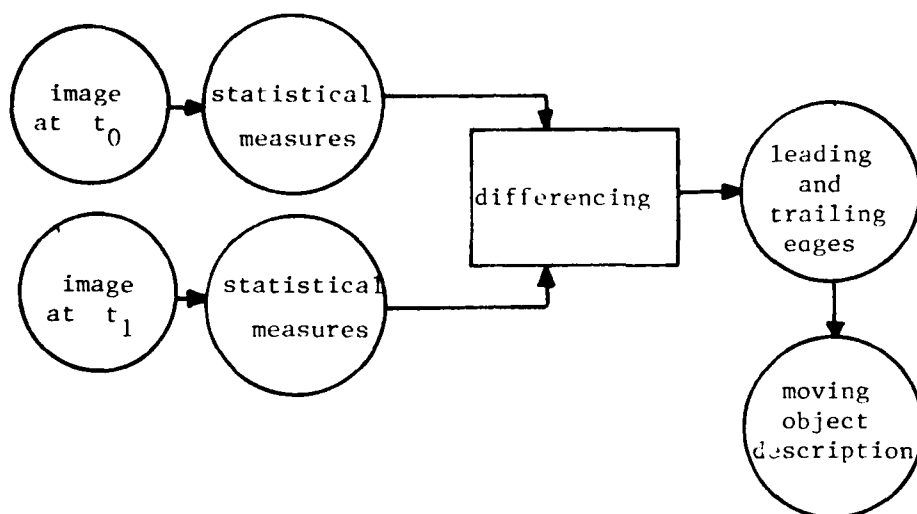 image
at t₀
statistical
measures
differencing
leading
and
trailing
edges
image
at t₁
statistical
measures
moving
object
description